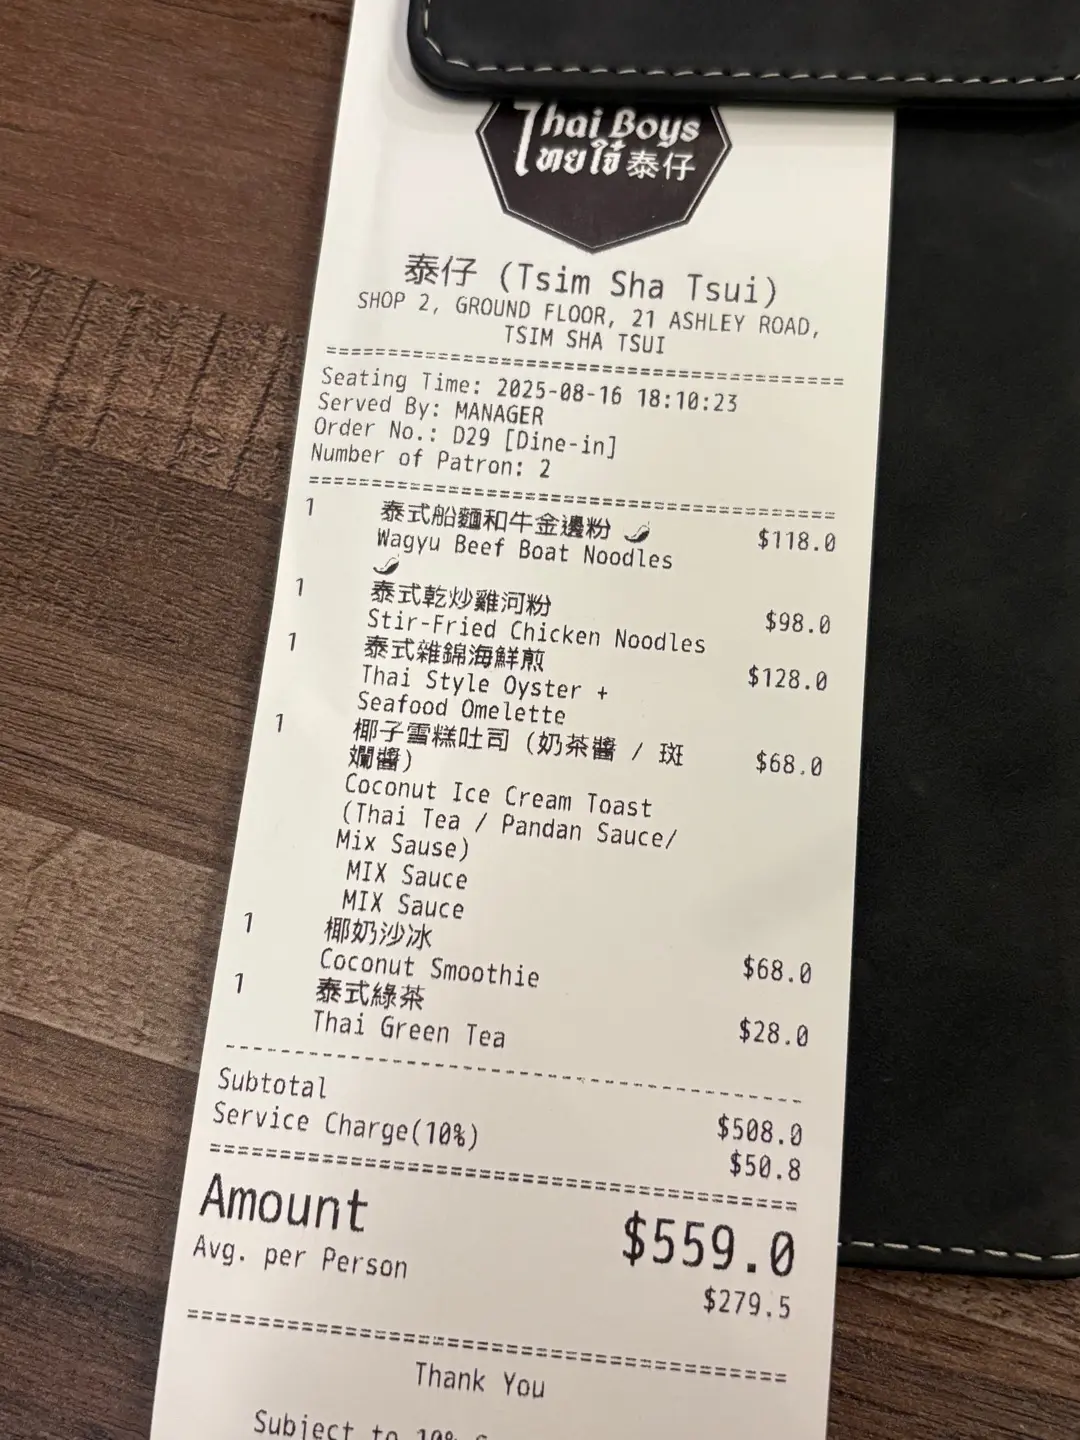 Thai Boys
ไทยใจ๋ 泰仔
泰仔 (Tsim Sha Tsui)
SHOP 2, GROUND FLOOR, 21 ASHLEY ROAD,
TSIM SHA TSUI
Seating Time: 2025-08-16 18:10:23
Served By: MANAGER
Order No.: D29 [Dine-in]
Number of Patron: 2
1 泰式船麵和牛金邊粉 🌶 $118.0
Wagyu Beef Boat Noodles
🌶
1 泰式乾炒雞河粉 $98.0
Stir-Fried Chicken Noodles
1 泰式雜錦海鮮煎 $128.0
Thai Style Oyster +
Seafood Omelette
1 椰子雪糕吐司 (奶茶醬 / 斑 $68.0
斕醬)
Coconut Ice Cream Toast
(Thai Tea / Pandan Sauce/
Mix Sause)
MIX Sauce
MIX Sauce
1 椰奶沙冰 $68.0
Coconut Smoothie
1 泰式綠茶 $28.0
Thai Green Tea
Subtotal $508.0
Service Charge(10%) $50.8
Amount $559.0
Avg. per Person $279.5
Thank You
Subject to 10%